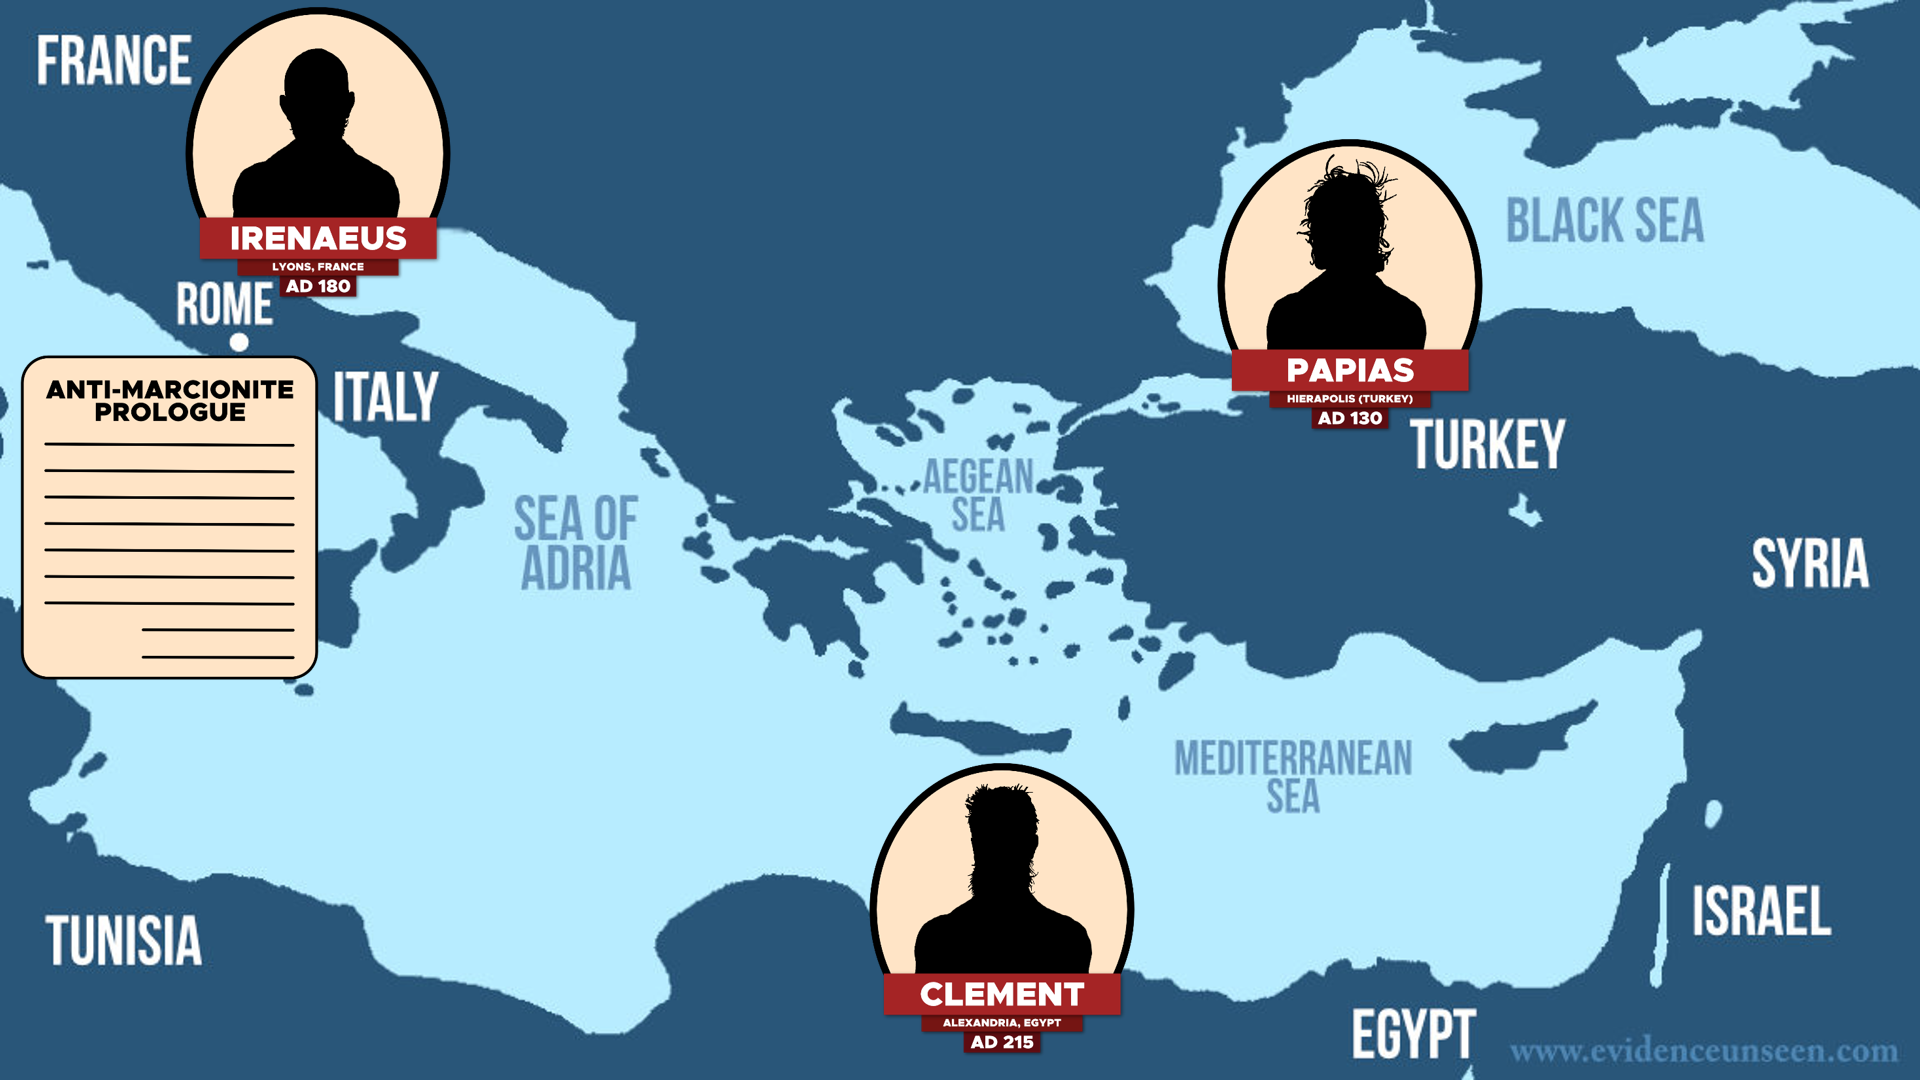 FRANCE
IRENAEUS
LYONS, FRANCE
AD 180
ROME
ANTI-MARCIONITE
PROLOGUE
ITALY
SEA OF
ADRIA
AEGEAN
SEA
BLACK SEA
PAPIAS
HIERAPOLIS (TURKEY)
AD 130
TURKEY
SYRIA
MEDITERRANEAN
SEA
TUNISIA
CLEMENT
ALEXANDRIA, EGYPT
AD 215
ISRAEL
EGYPT
www.evidenceunseen.com